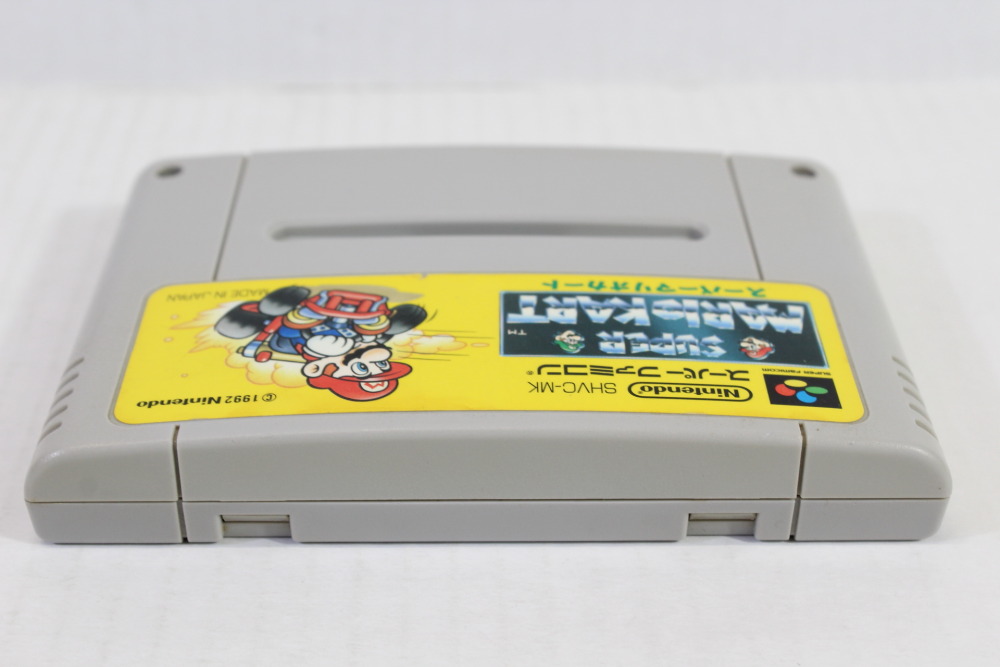 SUPER FAMICOM
Nintendo®
スーパーファミコン®
SHVC-MK
SUPER
MARIO KART™
スーパーマリオカート
© 1992 Nintendo
MADE IN JAPAN